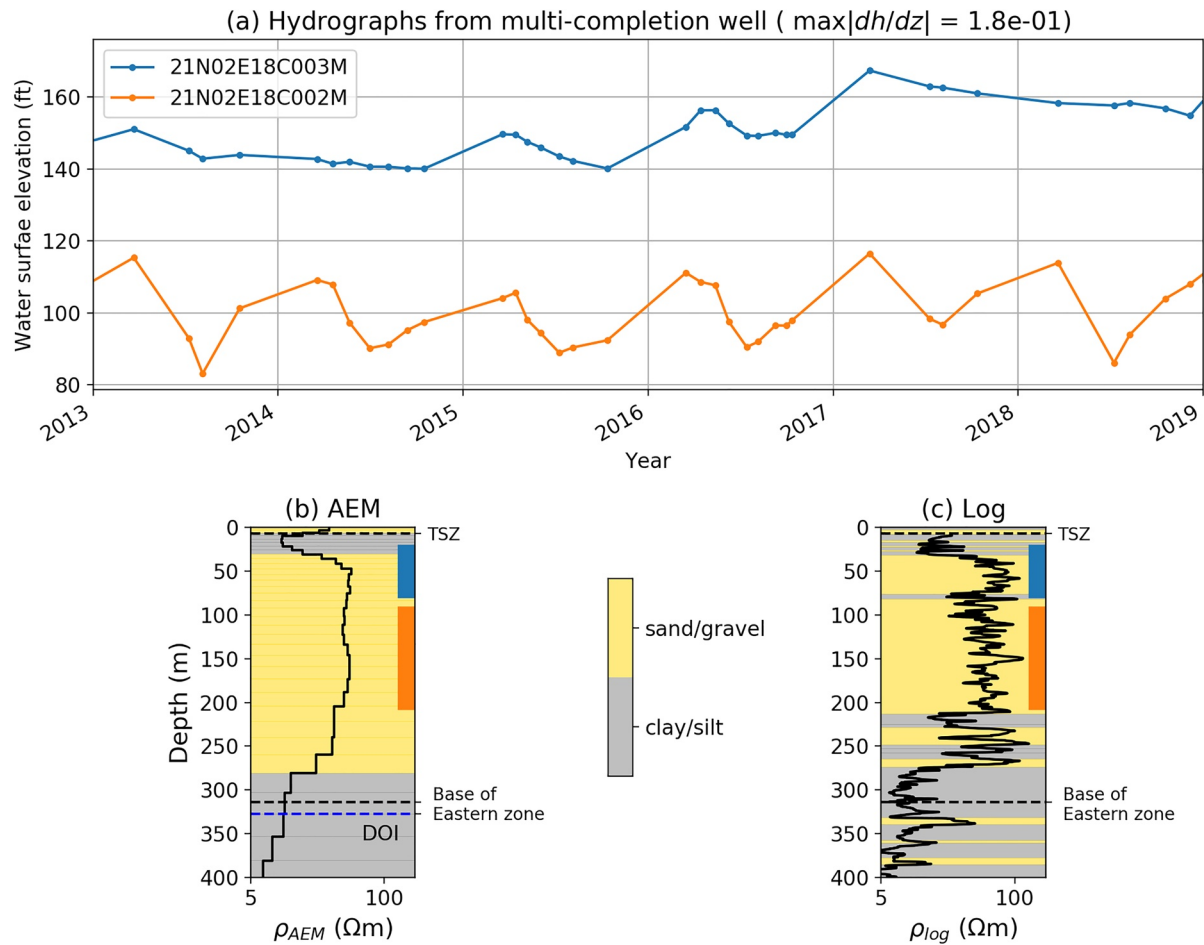 (a) Hydrographs from multi-completion well ( max|dh/dz| = 1.8e-01)
21N02E18C003M
21N02E18C002M
Water surfae elevation (ft)
160
140
120
100
80
2013
2014
2015
2016
2017
2018
2019
Year
(b) AEM
Depth (m)
0
50
100
150
200
250
300
350
400
TSZ
Base of
Eastern zone
DOI
5
100
ρAEM (Ωm)
sand/gravel
clay/silt
(c) Log
0
50
100
150
200
250
300
350
400
TSZ
Base of
Eastern zone
5
100
ρlog (Ωm)